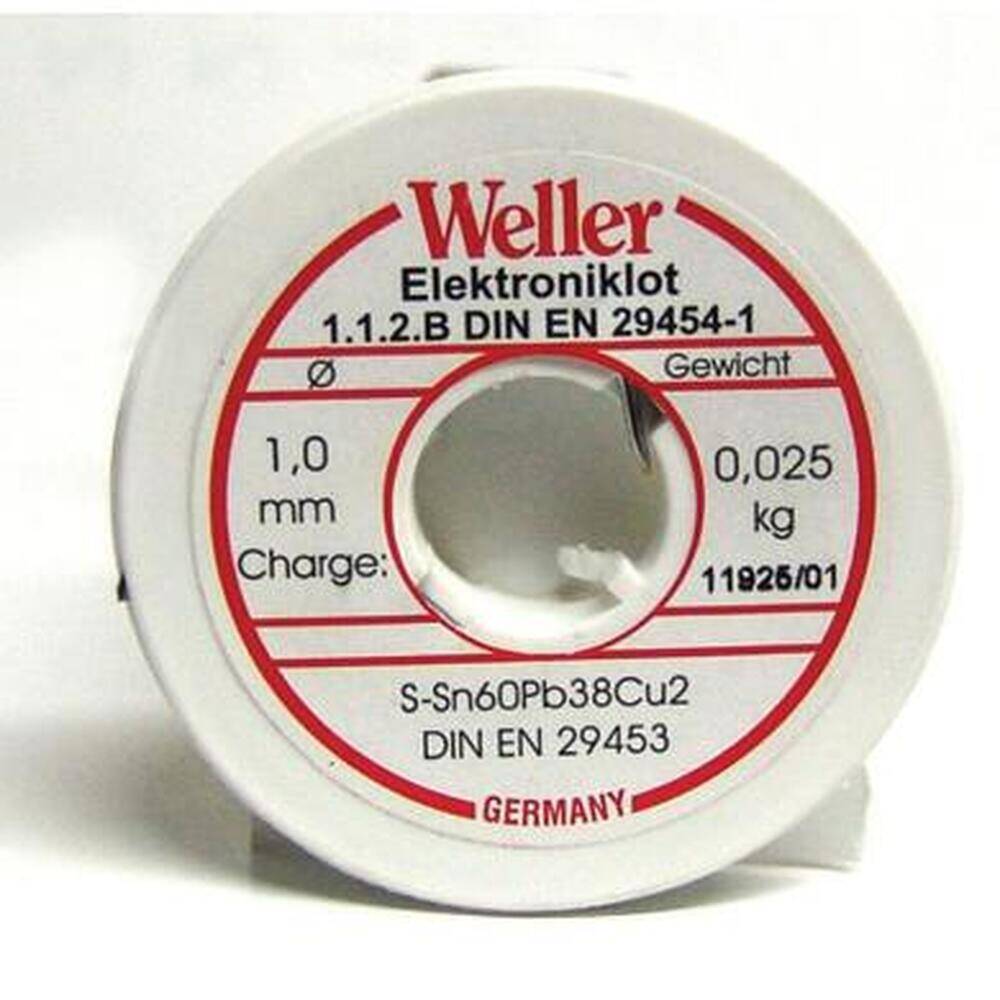 Weller
Elektroniklot
1.1.2.B DIN EN 29454-1
Ø Gewicht
1,0 mm
0,025 kg
Charge: /01
S-Sn60Pb38Cu2
DIN EN 29453
GERMANY